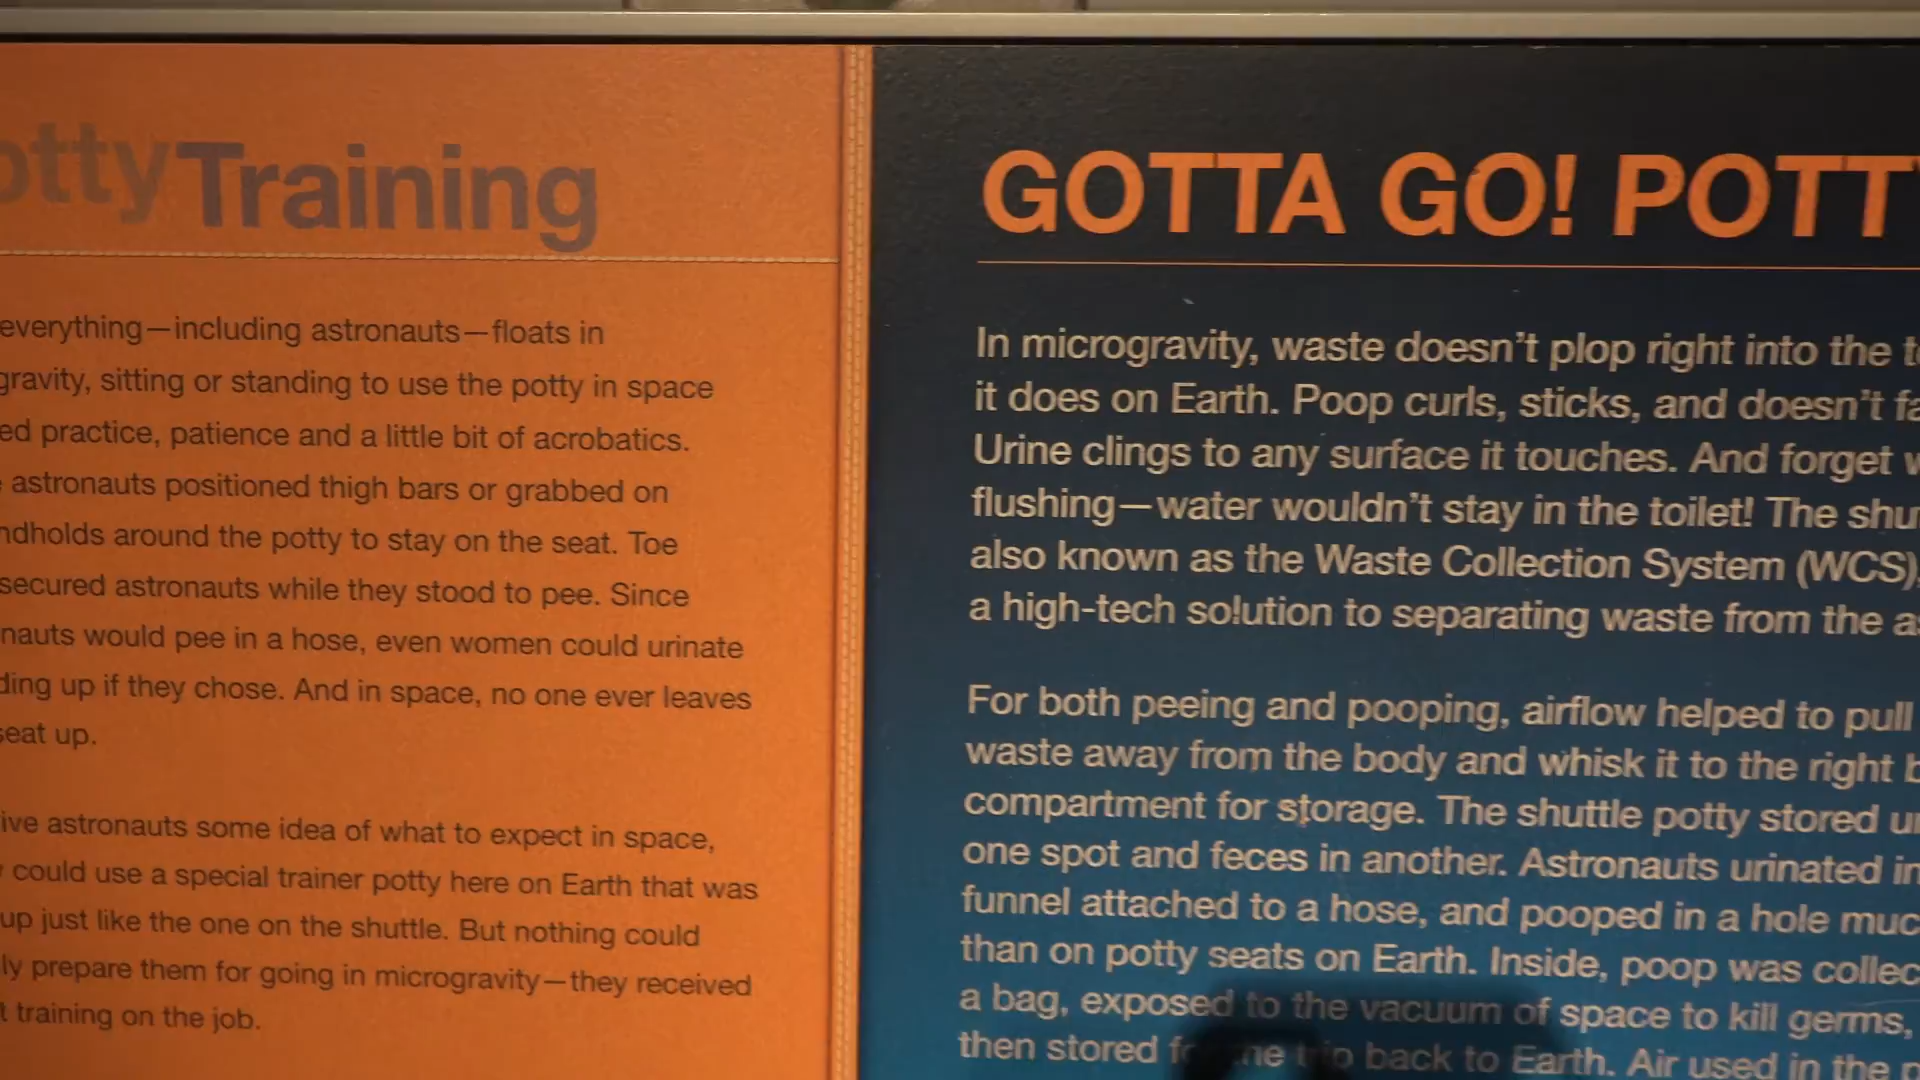 otty Training
everything—including astronauts—floats in
gravity, sitting or standing to use the potty in space
ed practice, patience and a little bit of acrobatics.
astronauts positioned thigh bars or grabbed on
ndholds around the potty to stay on the seat. Toe
secured astronauts while they stood to pee. Since
nauts would pee in a hose, even women could urinate
ding up if they chose. And in space, no one ever leaves
seat up.
ive astronauts some idea of what to expect in space,
could use a special trainer potty here on Earth that was
up just like the one on the shuttle. But nothing could
ly prepare them for going in microgravity—they received
t training on the job.
GOTTA GO! POTT
In microgravity, waste doesn't plop right into the t
it does on Earth. Poop curls, sticks, and doesn't fa
Urine clings to any surface it touches. And forget w
flushing—water wouldn't stay in the toilet! The shu
also known as the Waste Collection System (WCS),
a high-tech solution to separating waste from the as
For both peeing and pooping, airflow helped to pull
waste away from the body and whisk it to the right b
compartment for storage. The shuttle potty stored ur
one spot and feces in another. Astronauts urinated in
funnel attached to a hose, and pooped in a hole muc
than on potty seats on Earth. Inside, poop was collec
a bag, exposed to the vacuum of space to kill germs,
then stored for the trip back to Earth. Air used in the p